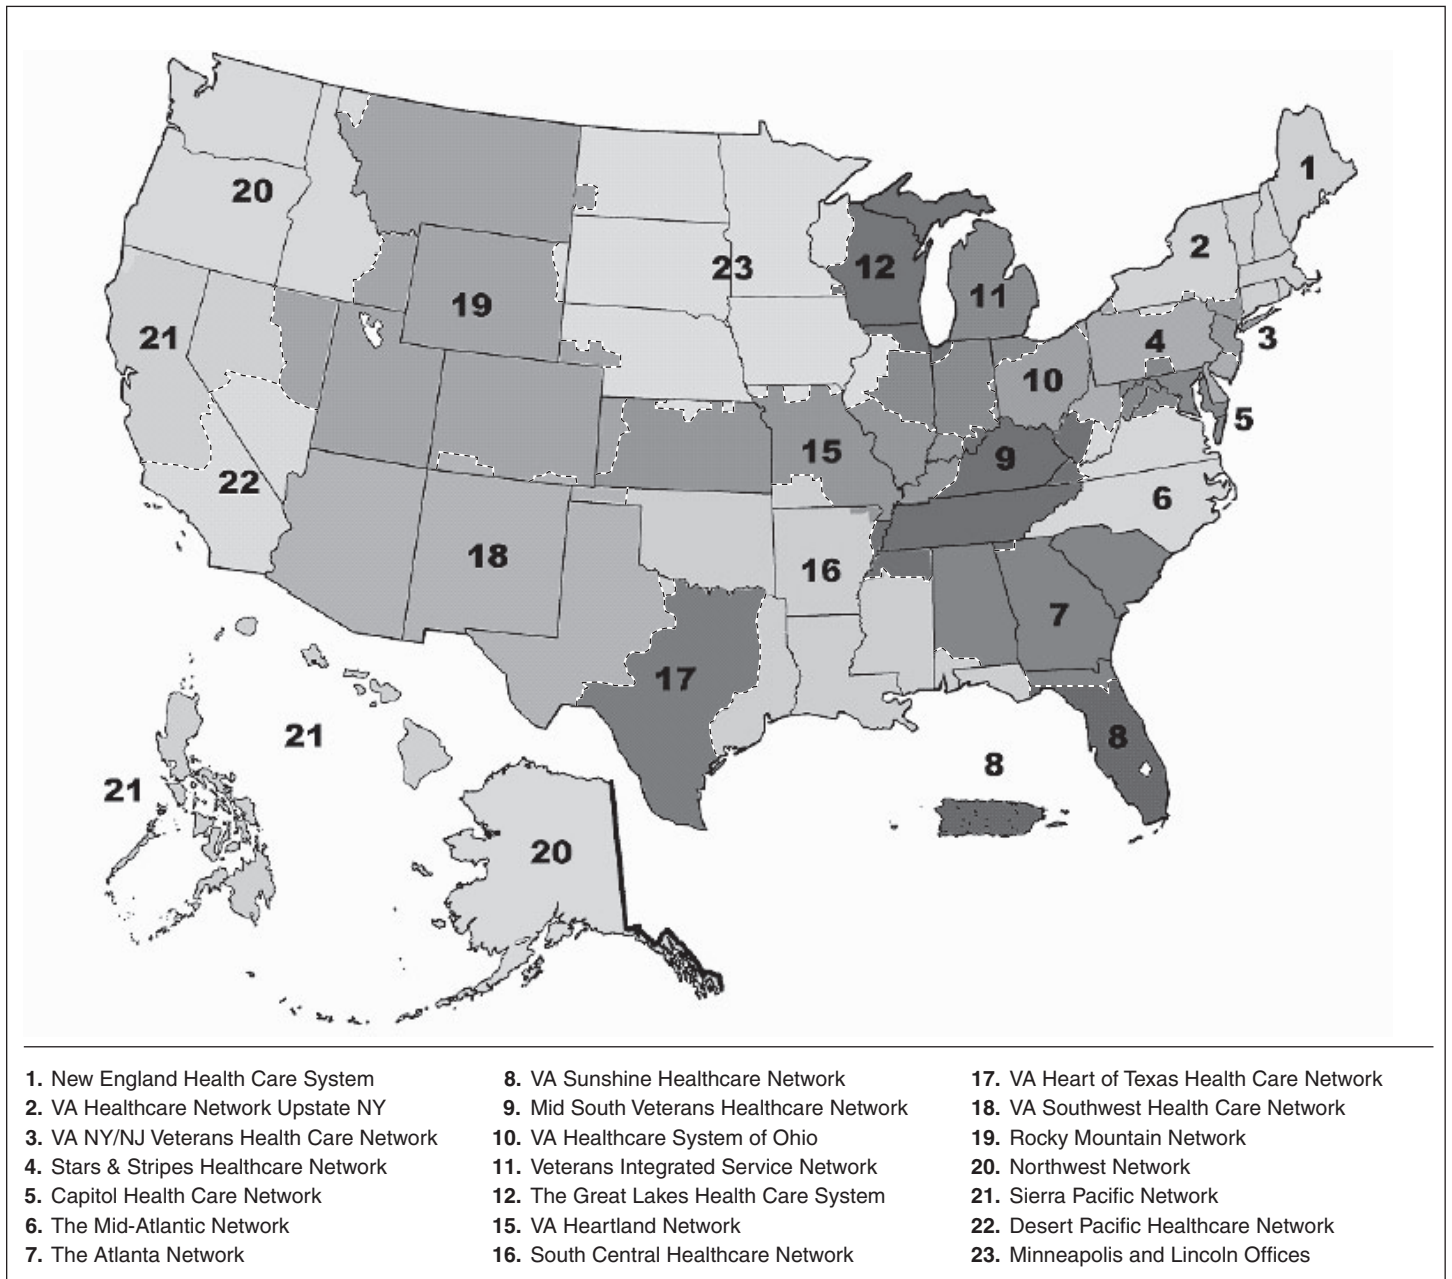 1
20
2
23
12
11
19
21
3
4
10
5
15
9
22
6
18
16
7
17
21
8
8
21
20
1. New England Health Care System
2. VA Healthcare Network Upstate NY
3. VA NY/NJ Veterans Health Care Network
4. Stars & Stripes Healthcare Network
5. Capitol Health Care Network
6. The Mid-Atlantic Network
7. The Atlanta Network
8. VA Sunshine Healthcare Network
9. Mid South Veterans Healthcare Network
10. VA Healthcare System of Ohio
11. Veterans Integrated Service Network
12. The Great Lakes Health Care System
15. VA Heartland Network
16. South Central Healthcare Network
17. VA Heart of Texas Health Care Network
18. VA Southwest Health Care Network
19. Rocky Mountain Network
20. Northwest Network
21. Sierra Pacific Network
22. Desert Pacific Healthcare Network
23. Minneapolis and Lincoln Offices